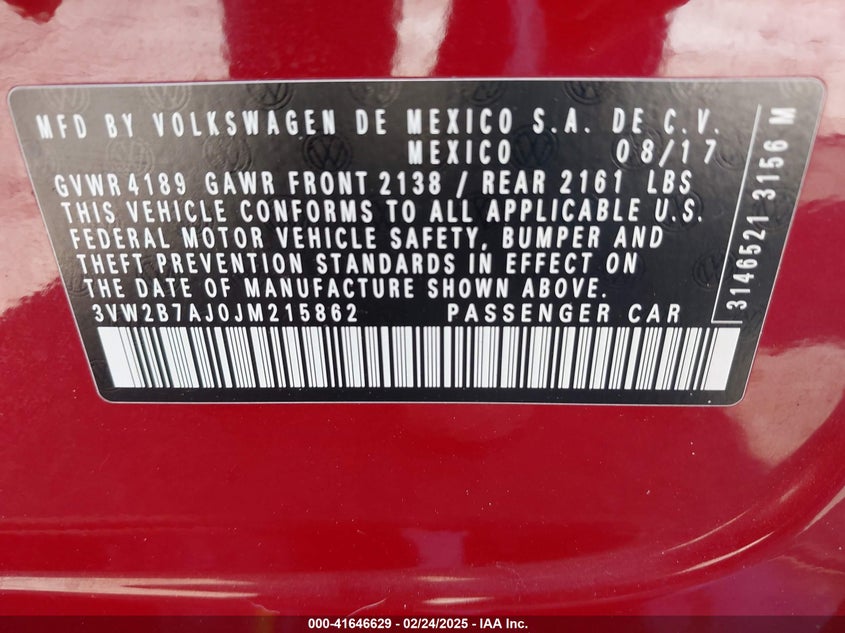 MFD BY VOLKSWAGEN DE MEXICO S.A. DE C.V.
MEXICO 08/17
GVWR 4189 GAWR FRONT 2138 / REAR 2161 LBS
THIS VEHICLE CONFORMS TO ALL APPLICABLE U.S.
FEDERAL MOTOR VEHICLE SAFETY, BUMPER AND
THEFT PREVENTION STANDARDS IN EFFECT ON
THE DATE OF MANUFACTURE SHOWN ABOVE.
3VW2B7AJ0JM215862 PASSENGER CAR
3146521 3156 M
000-41646629 - 02/24/2025 - IAA Inc.